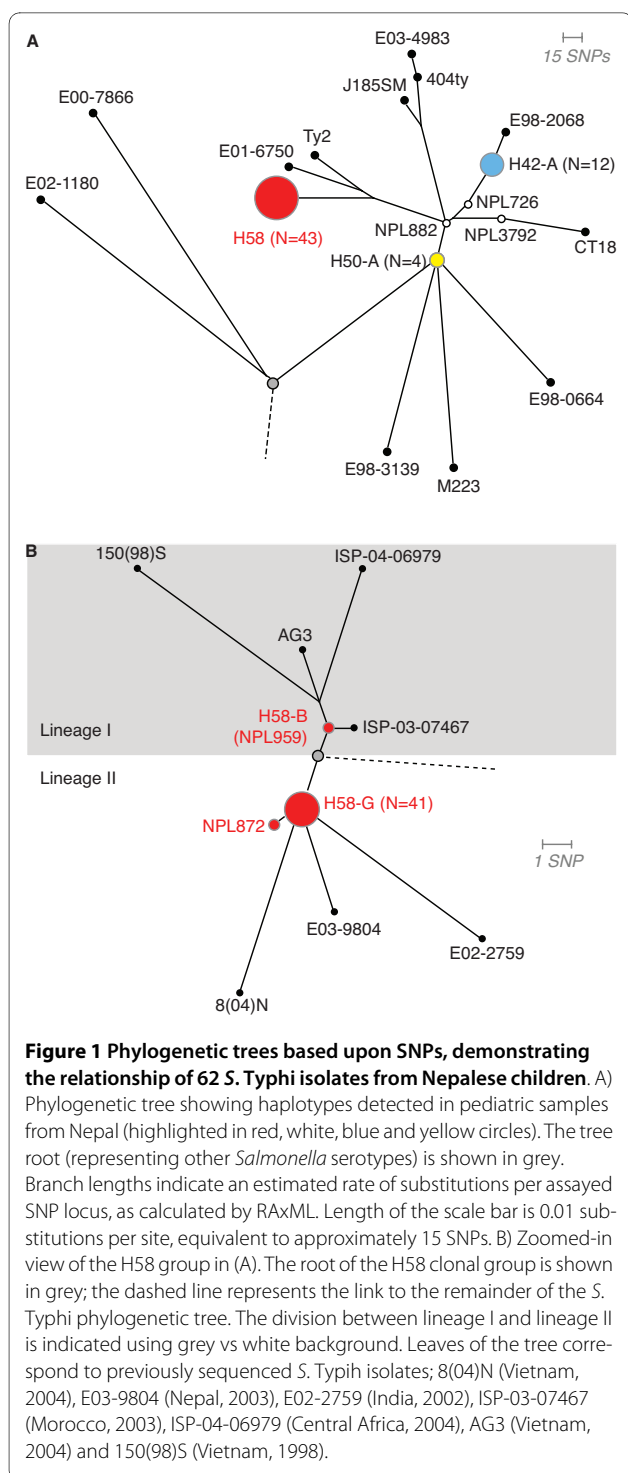 A
15 SNPs
E03-4983
404ty
J185SM
E00-7866
E98-2068
Ty2
E01-6750
H42-A (N=12)
E02-1180
NPL726
NPL882
NPL3792
H58 (N=43)
CT18
H50-A (N=4)
E98-0664
E98-3139
M223
B
150(98)S
ISP-04-06979
AG3
H58-B
(NPL959)
ISP-03-07467
Lineage I
Lineage II
H58-G (N=41)
NPL872
1 SNP
E03-9804
E02-2759
8(04)N
Figure 1 Phylogenetic trees based upon SNPs, demonstrating
the relationship of 62 S. Typhi isolates from Nepalese children. A)
Phylogenetic tree showing haplotypes detected in pediatric samples
from Nepal (highlighted in red, white, blue and yellow circles). The tree
root (representing other Salmonella serotypes) is shown in grey.
Branch lengths indicate an estimated rate of substitutions per assayed
SNP locus, as calculated by RAxML. Length of the scale bar is 0.01 sub-
stitutions per site, equivalent to approximately 15 SNPs. B) Zoomed-in
view of the H58 group in (A). The root of the H58 clonal group is shown
in grey; the dashed line represents the link to the remainder of the S.
Typhi phylogenetic tree. The division between lineage I and lineage II
is indicated using grey vs white background. Leaves of the tree corre-
spond to previously sequenced S. Typih isolates; 8(04)N (Vietnam,
2004), E03-9804 (Nepal, 2003), E02-2759 (India, 2002), ISP-03-07467
(Morocco, 2003), ISP-04-06979 (Central Africa, 2004), AG3 (Vietnam,
2004) and 150(98)S (Vietnam, 1998).